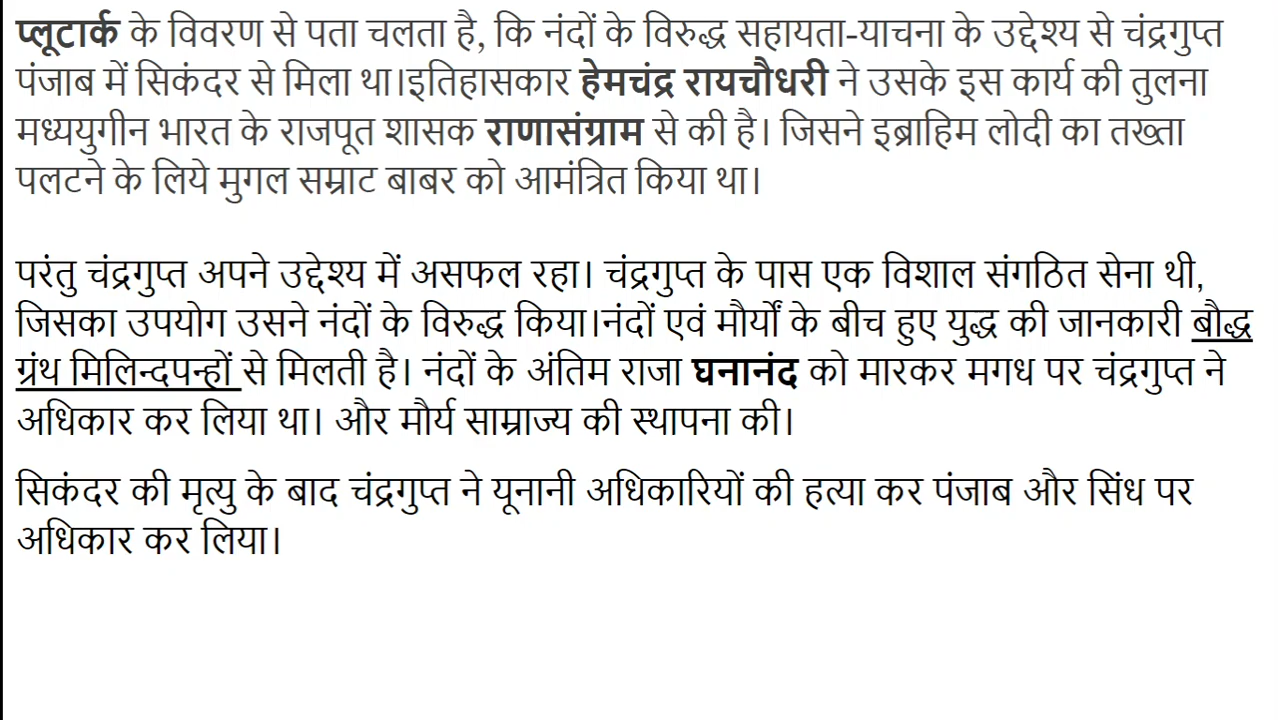 प्लूटार्क के विवरण से पता चलता है, कि नंदों के विरुद्ध सहायता-याचना के उद्देश्य से चंद्रगुप्त
पंजाब में सिकंदर से मिला था।इतिहासकार हेमचंद्र रायचौधरी ने उसके इस कार्य की तुलना
मध्ययुगीन भारत के राजपूत शासक राणासंग्राम से की है। जिसने इब्राहिम लोदी का तख्ता
पलटने के लिये मुगल सम्राट बाबर को आमंत्रित किया था।
परंतु चंद्रगुप्त अपने उद्देश्य में असफल रहा। चंद्रगुप्त के पास एक विशाल संगठित सेना थी,
जिसका उपयोग उसने नंदों के विरुद्ध किया।नंदों एवं मौर्यों के बीच हुए युद्ध की जानकारी बौद्ध
ग्रंथ मिलिन्दपन्हों से मिलती है। नंदों के अंतिम राजा घनानंद को मारकर मगध पर चंद्रगुप्त ने
अधिकार कर लिया था। और मौर्य साम्राज्य की स्थापना की।
सिकंदर की मृत्यु के बाद चंद्रगुप्त ने यूनानी अधिकारियों की हत्या कर पंजाब और सिंध पर
अधिकार कर लिया।